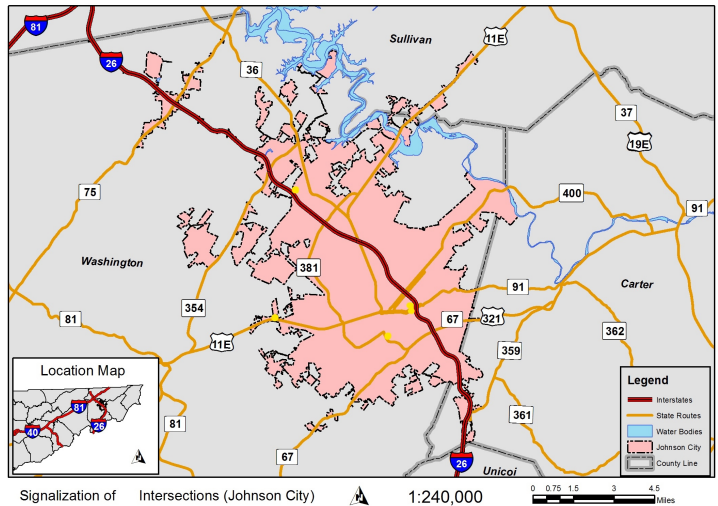 81
26
36
Sullivan
11E
37
19E
75
400
91
Washington
381
Carter
354
91
81
67
321
11E
362
359
361
81
67
26
Unicoi
Location Map
81
40
26
Legend
Interstates
State Routes
Water Bodies
Johnson City
County Line
Signalization of Intersections (Johnson City)
1:240,000
0 0.75 1.5 3 4.5
Miles